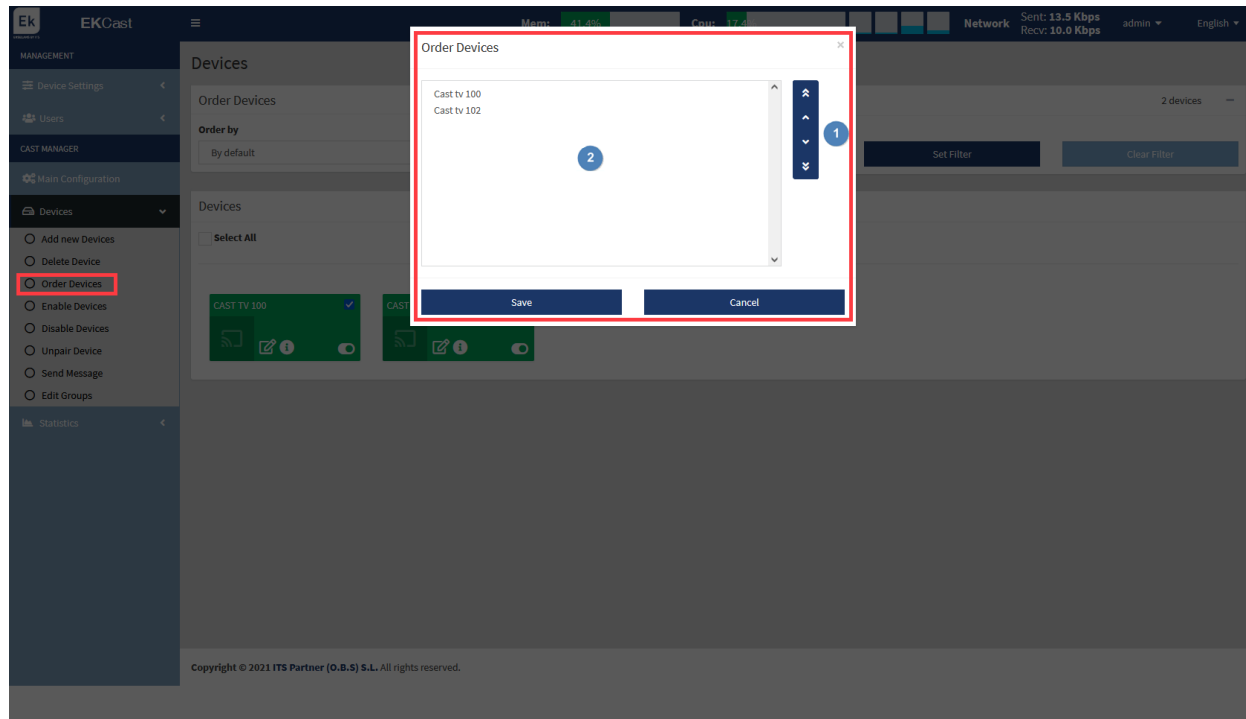 Ek
EKCast
Mem: 41.4%
Cpu: 17.4
Network
Sent: 13.5 Kbps
Recv: 10.0 Kbps
admin
English
MANAGEMENT
Device Settings
Users
CAST MANAGER
Main Configuration
Devices
Add new Devices
Delete Device
Order Devices
Enable Devices
Disable Devices
Unpair Device
Send Message
Edit Groups
Statistics
Devices
Order Devices
2 devices
Order by
By default
Set Filter
Clear Filter
Devices
Select All
CAST TV 100
CAST
Order Devices
×
Cast tv 100
Cast tv 102
1
2
Save
Cancel
Copyright © 2021 ITS Partner (O.B.S) S.L. All rights reserved.